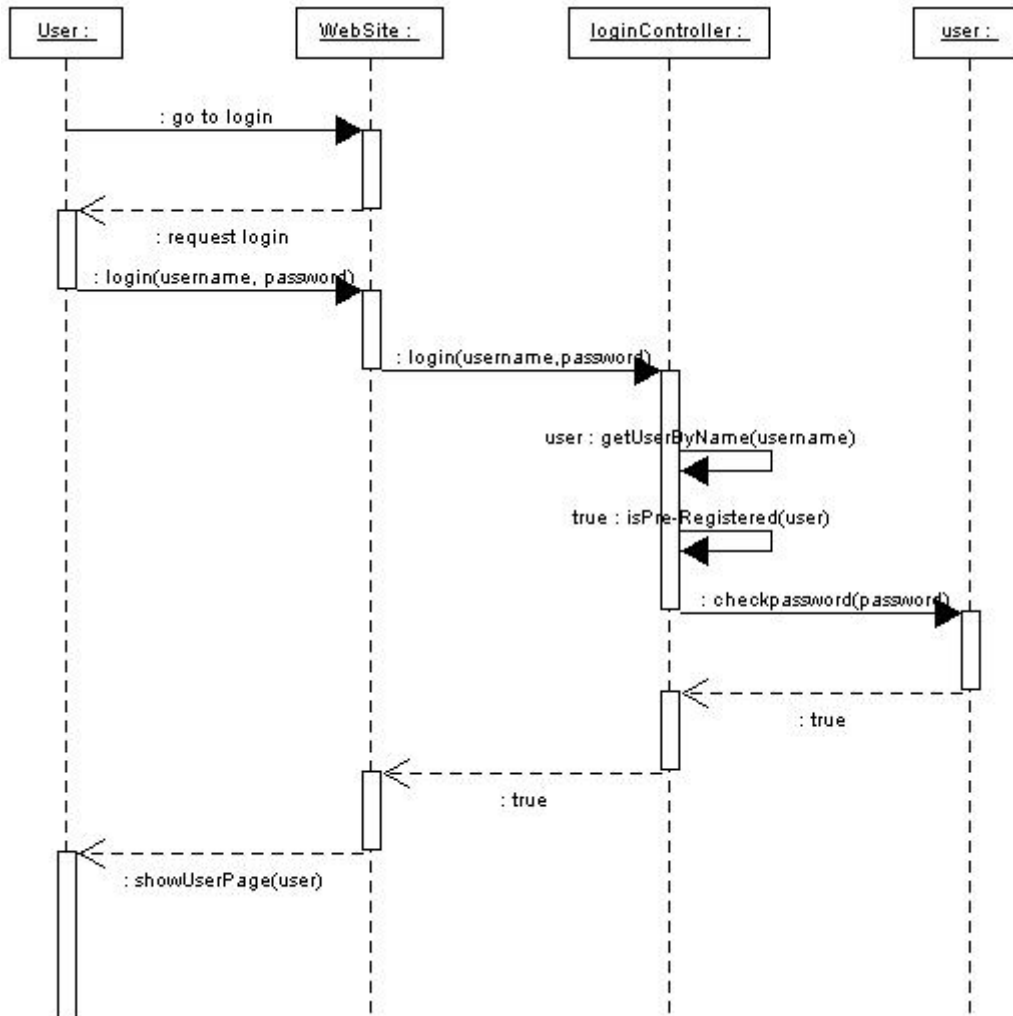 User :
WebSite :
loginController :
user :
: go to login
: request login
: login(username, password)
: login(username,password)
user : getUserByName(username)
true : isPre-Registered(user)
: checkpassword(password)
: true
: true
: showUserPage(user)